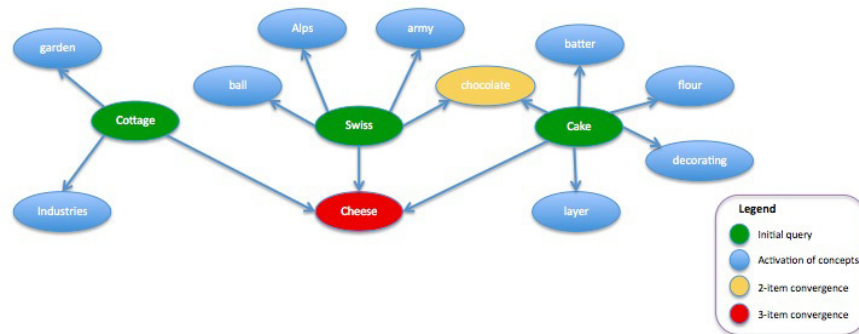 Alps
army
garden
batter
ball
chocolate
flour
Cottage
Swiss
Cake
decorating
Industries
Cheese
layer
Legend
Initial query
Activation of concepts
2-item convergence
3-item convergence